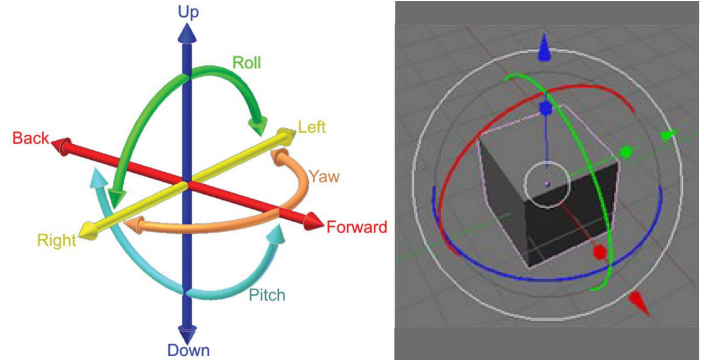 Up
Roll
Left
Back
Yaw
Forward
Right
Pitch
Down